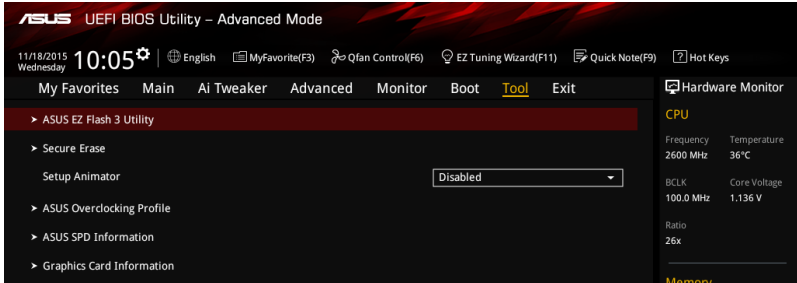 ASUS UEFI BIOS Utility – Advanced Mode
11/18/2015
Wednesday
10:05
English MyFavorite(F3) Qfan Control(F6) EZ Tuning Wizard(F11) Quick Note(F9) ? Hot Keys
My Favorites Main Ai Tweaker Advanced Monitor Boot Tool Exit
Hardware Monitor
> ASUS EZ Flash 3 Utility
> Secure Erase
Setup Animator Disabled
> ASUS Overclocking Profile
> ASUS SPD Information
> Graphics Card Information
CPU
Frequency Temperature
2600 MHz 36°C
BCLK Core Voltage
100.0 MHz 1.136 V
Ratio
26x
Memory